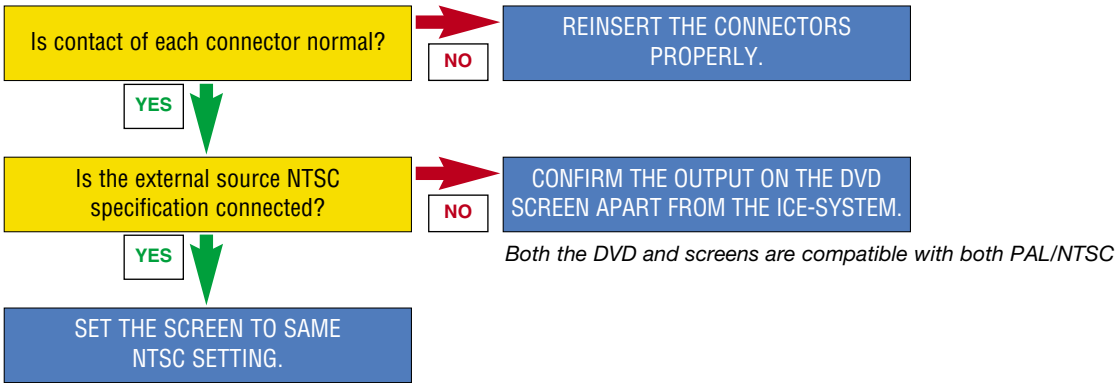 Is contact of each connector normal?
NO
REINSERT THE CONNECTORS
PROPERLY.
YES
Is the external source NTSC
specification connected?
NO
CONFIRM THE OUTPUT ON THE DVD
SCREEN APART FROM THE ICE-SYSTEM.
Both the DVD and screens are compatible with both PAL/NTSC
YES
SET THE SCREEN TO SAME
NTSC SETTING.